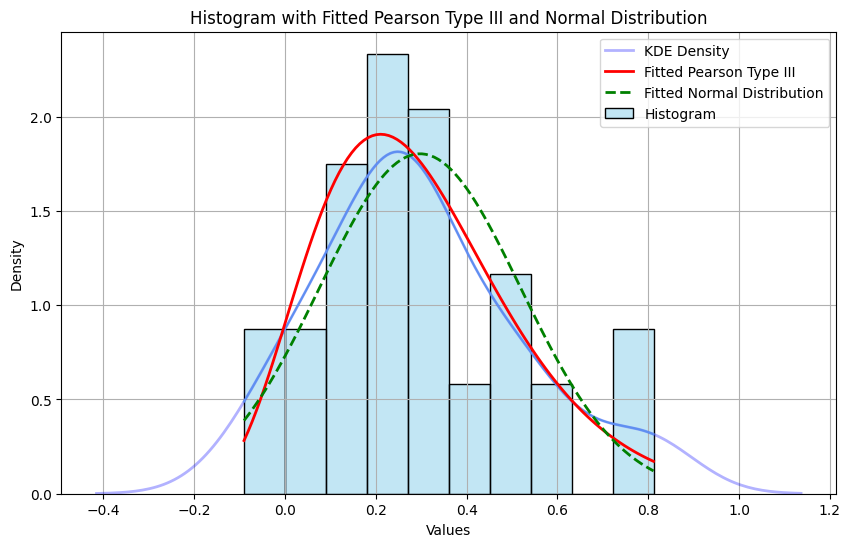 Histogram with Fitted Pearson Type III and Normal Distribution
KDE Density
Fitted Pearson Type III
Fitted Normal Distribution
Histogram
Density
2.0
1.5
1.0
0.5
0.0
−0.4 −0.2 0.0 0.2 0.4 0.6 0.8 1.0 1.2
Values